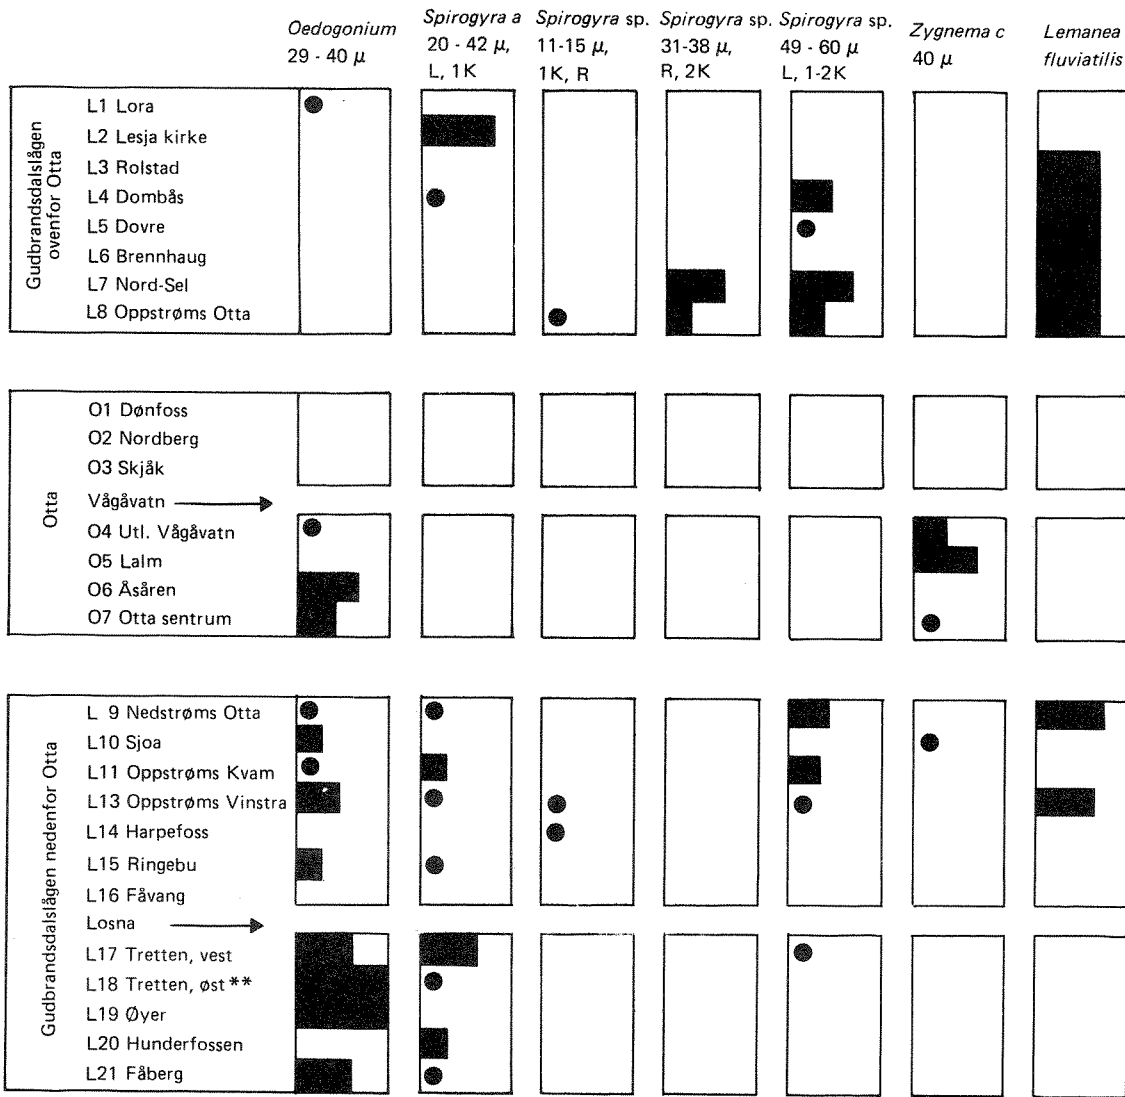 Oedogonium
29 - 40 µ
Spirogyra a
20 - 42 µ,
L, 1K
Spirogyra sp.
11-15 µ,
1K, R
Spirogyra sp.
31-38 µ,
R, 2K
Spirogyra sp.
49 - 60 µ
L, 1-2K
Zygnema c
40 µ
Lemanea
fluviatilis
Gudbrandsdalslågen
ovenfor Otta
L1 Lora
L2 Lesja kirke
L3 Rolstad
L4 Dombås
L5 Dovre
L6 Brennhaug
L7 Nord-Sel
L8 Oppstrøms Otta
Otta
O1 Dønfoss
O2 Nordberg
O3 Skjåk
Vågåvatn
O4 Utl. Vågåvatn
O5 Lalm
O6 Åsåren
O7 Otta sentrum
Gudbrandsdalslågen nedenfor Otta
L 9 Nedstrøms Otta
L10 Sjoa
L11 Oppstrøms Kvam
L13 Oppstrøms Vinstra
L14 Harpefoss
L15 Ringebu
L16 Fåvang
Losna
L17 Tretten, vest
L18 Tretten, øst **
L19 Øyer
L20 Hunderfossen
L21 Fåberg